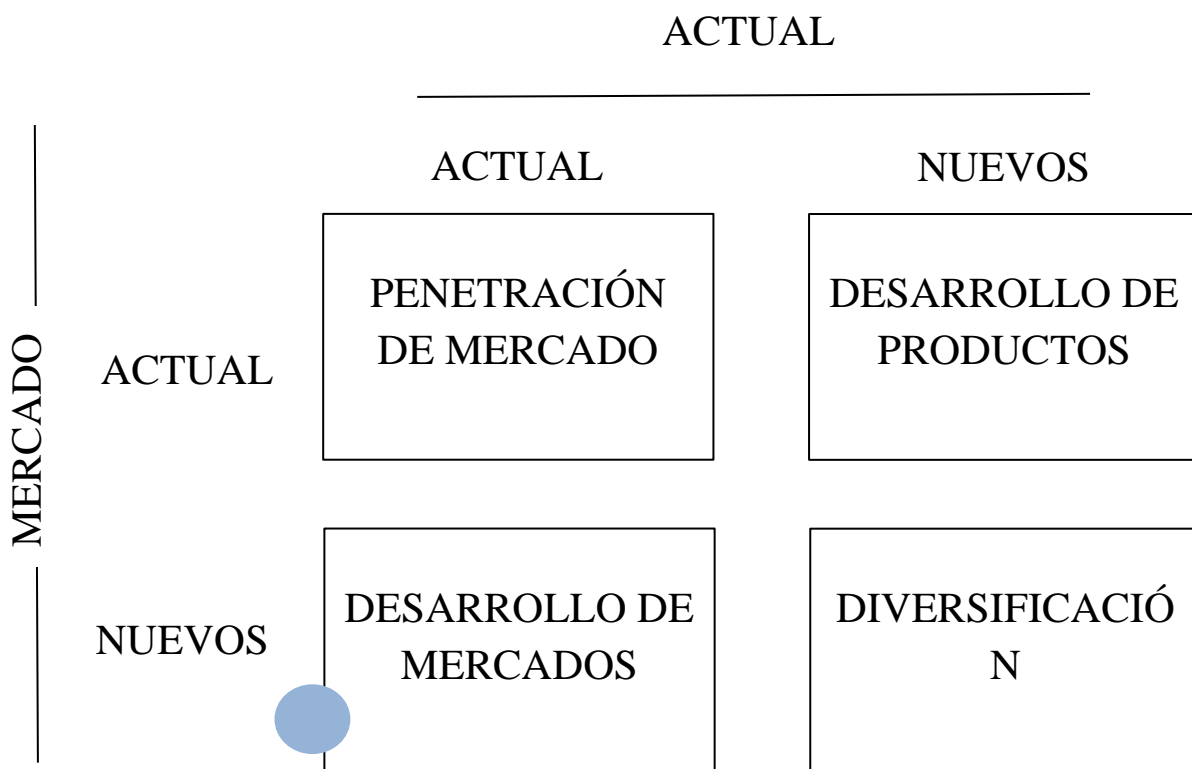 ACTUAL
ACTUAL
NUEVOS
MERCADO
ACTUAL
PENETRACIÓN
DE MERCADO
DESARROLLO DE
PRODUCTOS
NUEVOS
DESARROLLO DE
MERCADOS
DIVERSIFICACIÓ
N